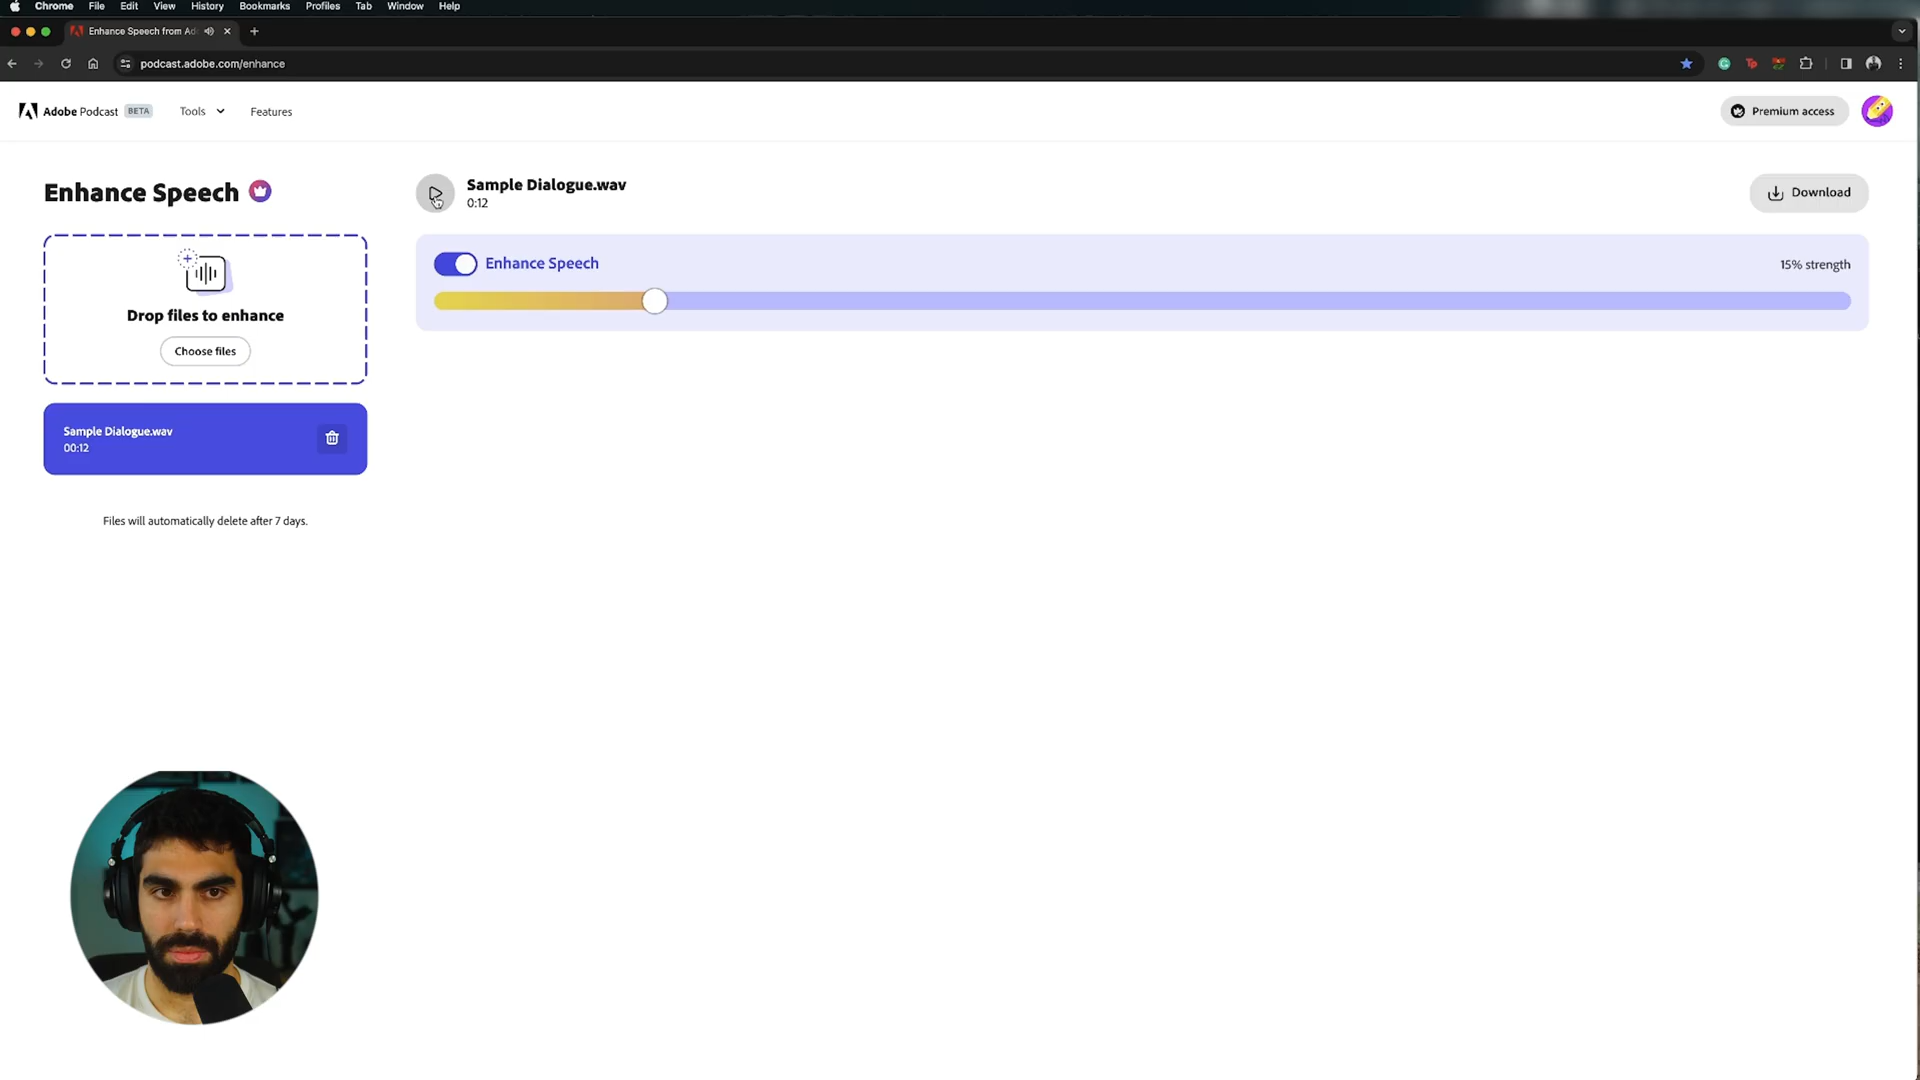 Chrome File Edit View History Bookmarks Profiles Tab Window Help
Enhance Speech from Ad
podcast.adobe.com/enhance
Adobe Podcast BETA Tools Features Premium access
Enhance Speech
Sample Dialogue.wav
0:12
Download
Enhance Speech
15% strength
Drop files to enhance
Choose files
Sample Dialogue.wav
00:12
Files will automatically delete after 7 days.